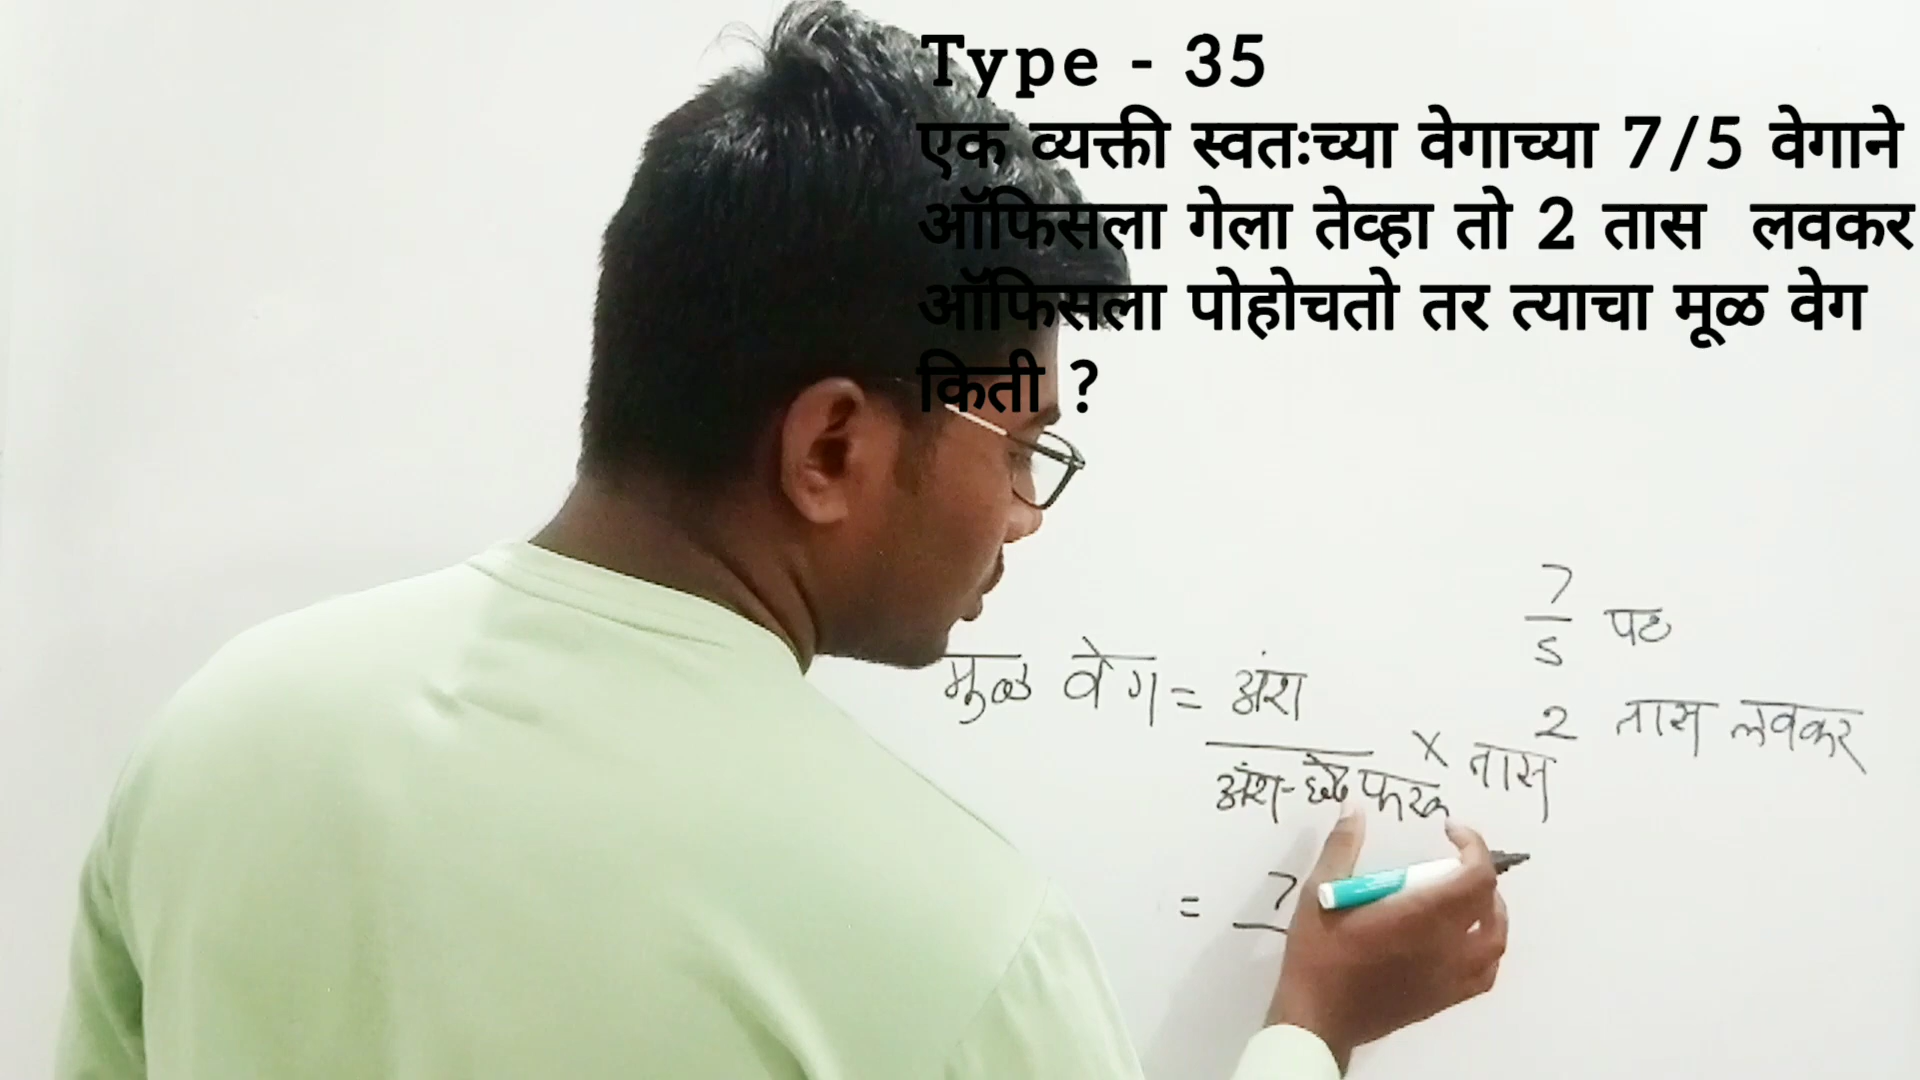 Type - 35
एक व्यक्ती स्वतःच्या वेगाच्या 7/5 वेगाने
ऑफिसला गेला तेव्हा तो 2 तास लवकर
ऑफिसला पोहोचतो तर त्याचा मूळ वेग
किती ?
7
5 पट
2 तास लवकर
मुळ वेग = अंश
अंश-छेद फरक × तास
= 7